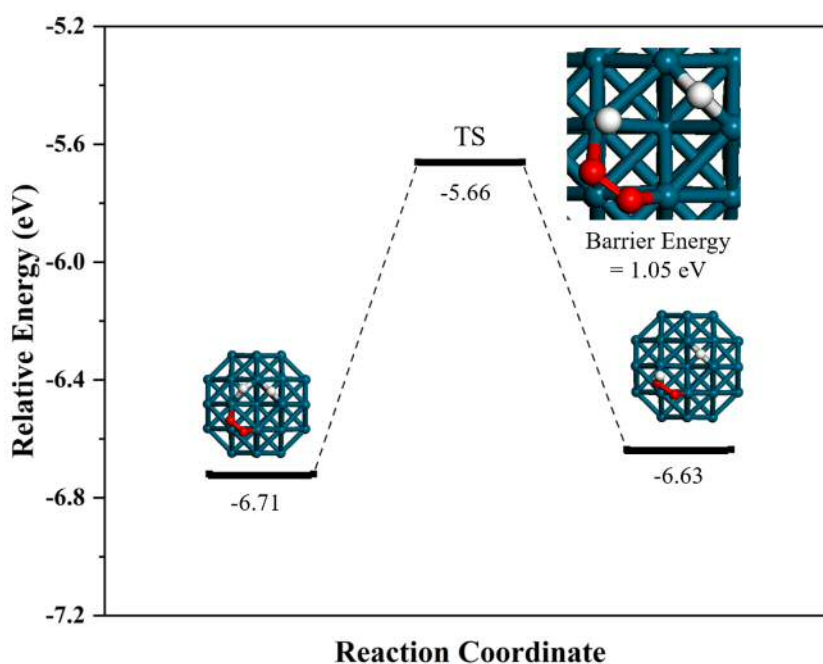 -5.2
-5.6
-6.0
-6.4
-6.8
-7.2
Relative Energy (eV)
TS
-5.66
Barrier Energy
= 1.05 eV
-6.71
-6.63
Reaction Coordinate